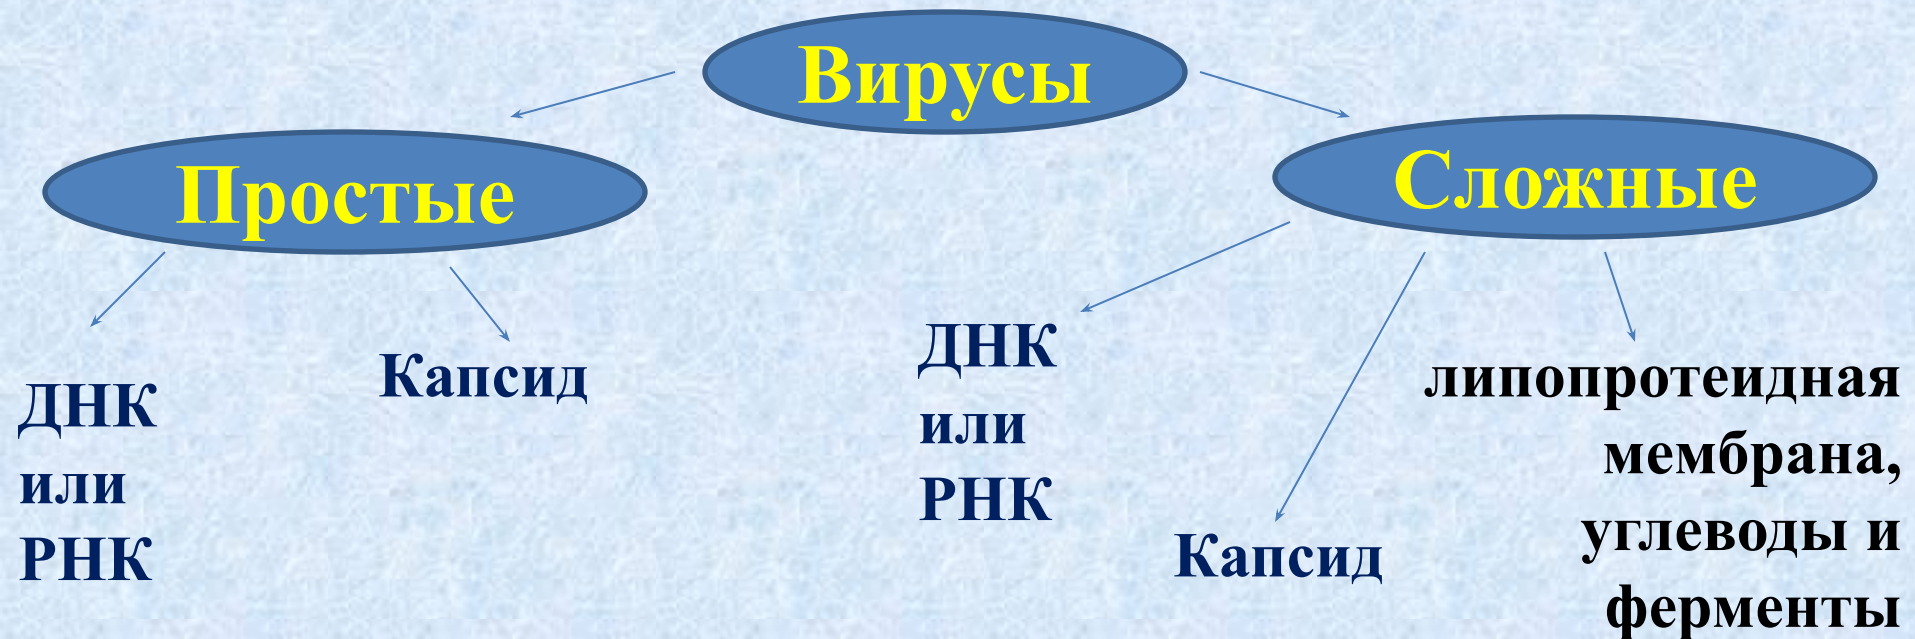 Вирусы
Простые
Сложные
ДНК
или
РНК
Капсид
ДНК
или
РНК
Капсид
липопротеидная
мембрана,
углеводы и
ферменты